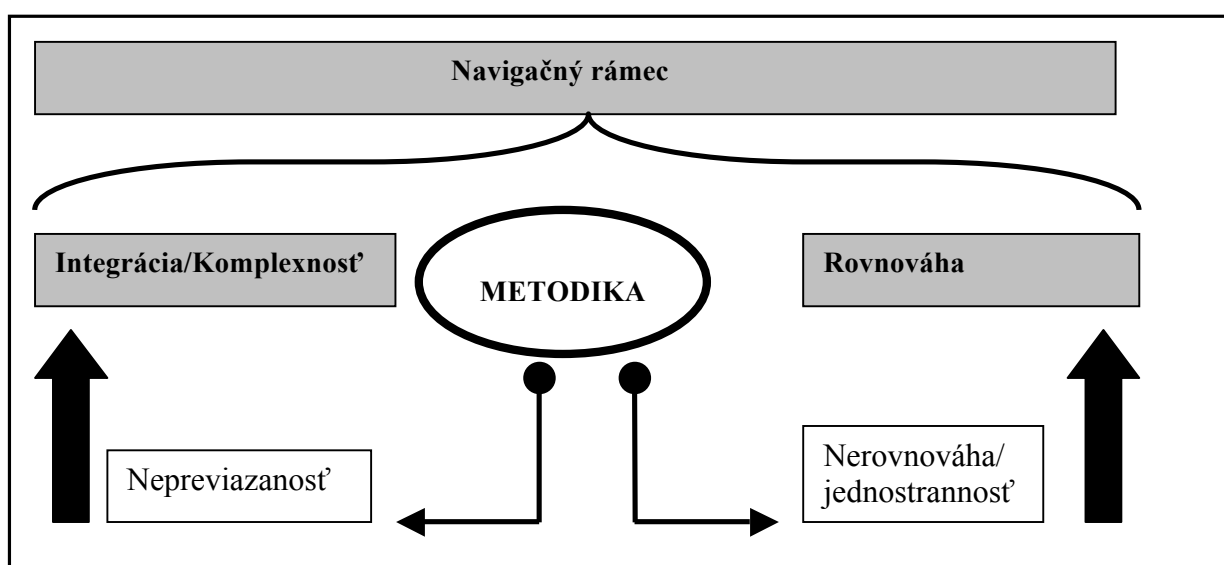 Navigačný rámec
Integrácia/Komplexnosť
METODIKA
Rovnováha
Nepreviazanosť
Nerovnováha/
jednostrannosť